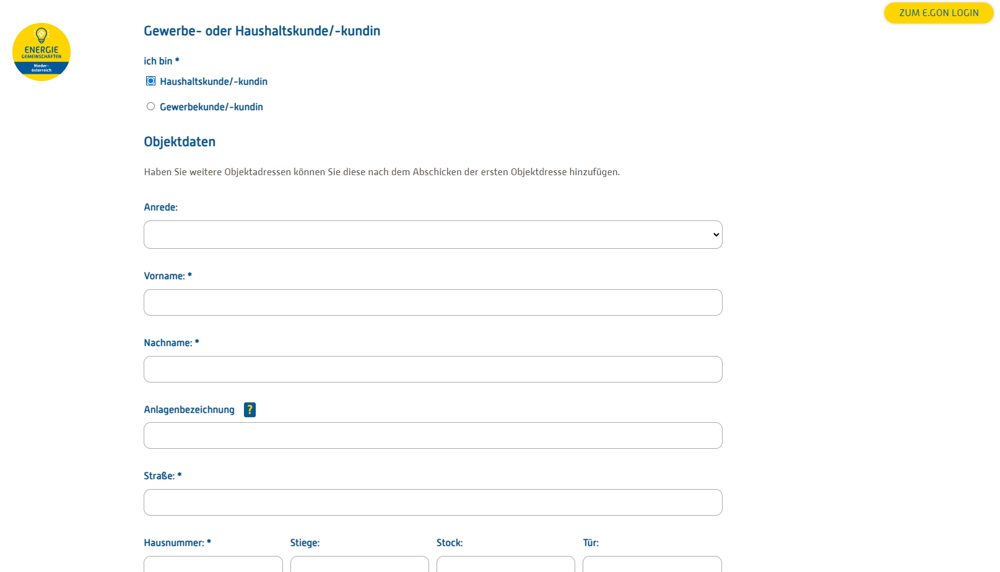 ZUM E.GON LOGIN
ENERGIE
GEMEINSCHAFTEN
Nieder-
österreich
Gewerbe- oder Haushaltskunde/-kundin
ich bin *
Haushaltskunde/-kundin
Gewerbekunde/-kundin
Objektdaten
Haben Sie weitere Objektadressen können Sie diese nach dem Abschicken der ersten Objektdresse hinzufügen.
Anrede:
Vorname: *
Nachname: *
Anlagenbezeichnung ?
Straße: *
Hausnummer: * Stiege: Stock: Tür: